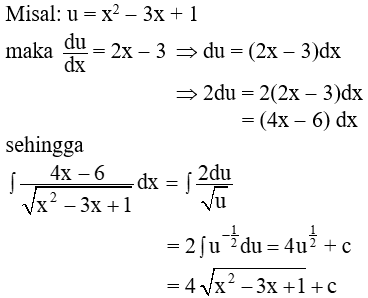 Misal: u = x² – 3x + 1
maka du/dx = 2x – 3 ⇒ du = (2x – 3)dx
⇒ 2du = 2(2x – 3)dx
= (4x – 6) dx
sehingga
∫ (4x – 6)/√(x² – 3x + 1) dx = ∫ 2du/√u
= 2∫u^(–1/2)du = 4u^(1/2) + c
= 4√(x² – 3x + 1) + c